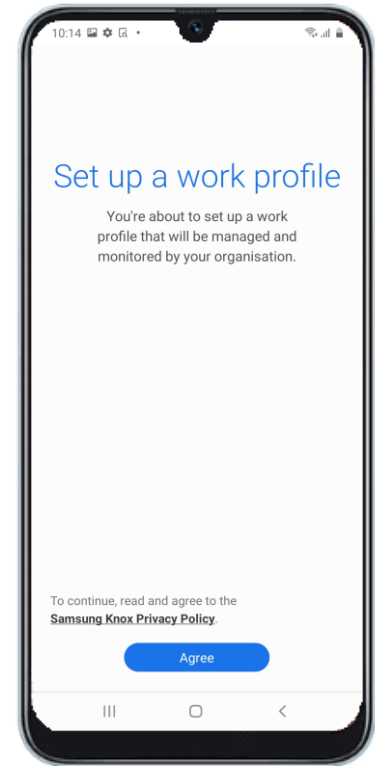 10:14
Set up a work profile
You're about to set up a work
profile that will be managed and
monitored by your organisation.
To continue, read and agree to the
Samsung Knox Privacy Policy.
Agree